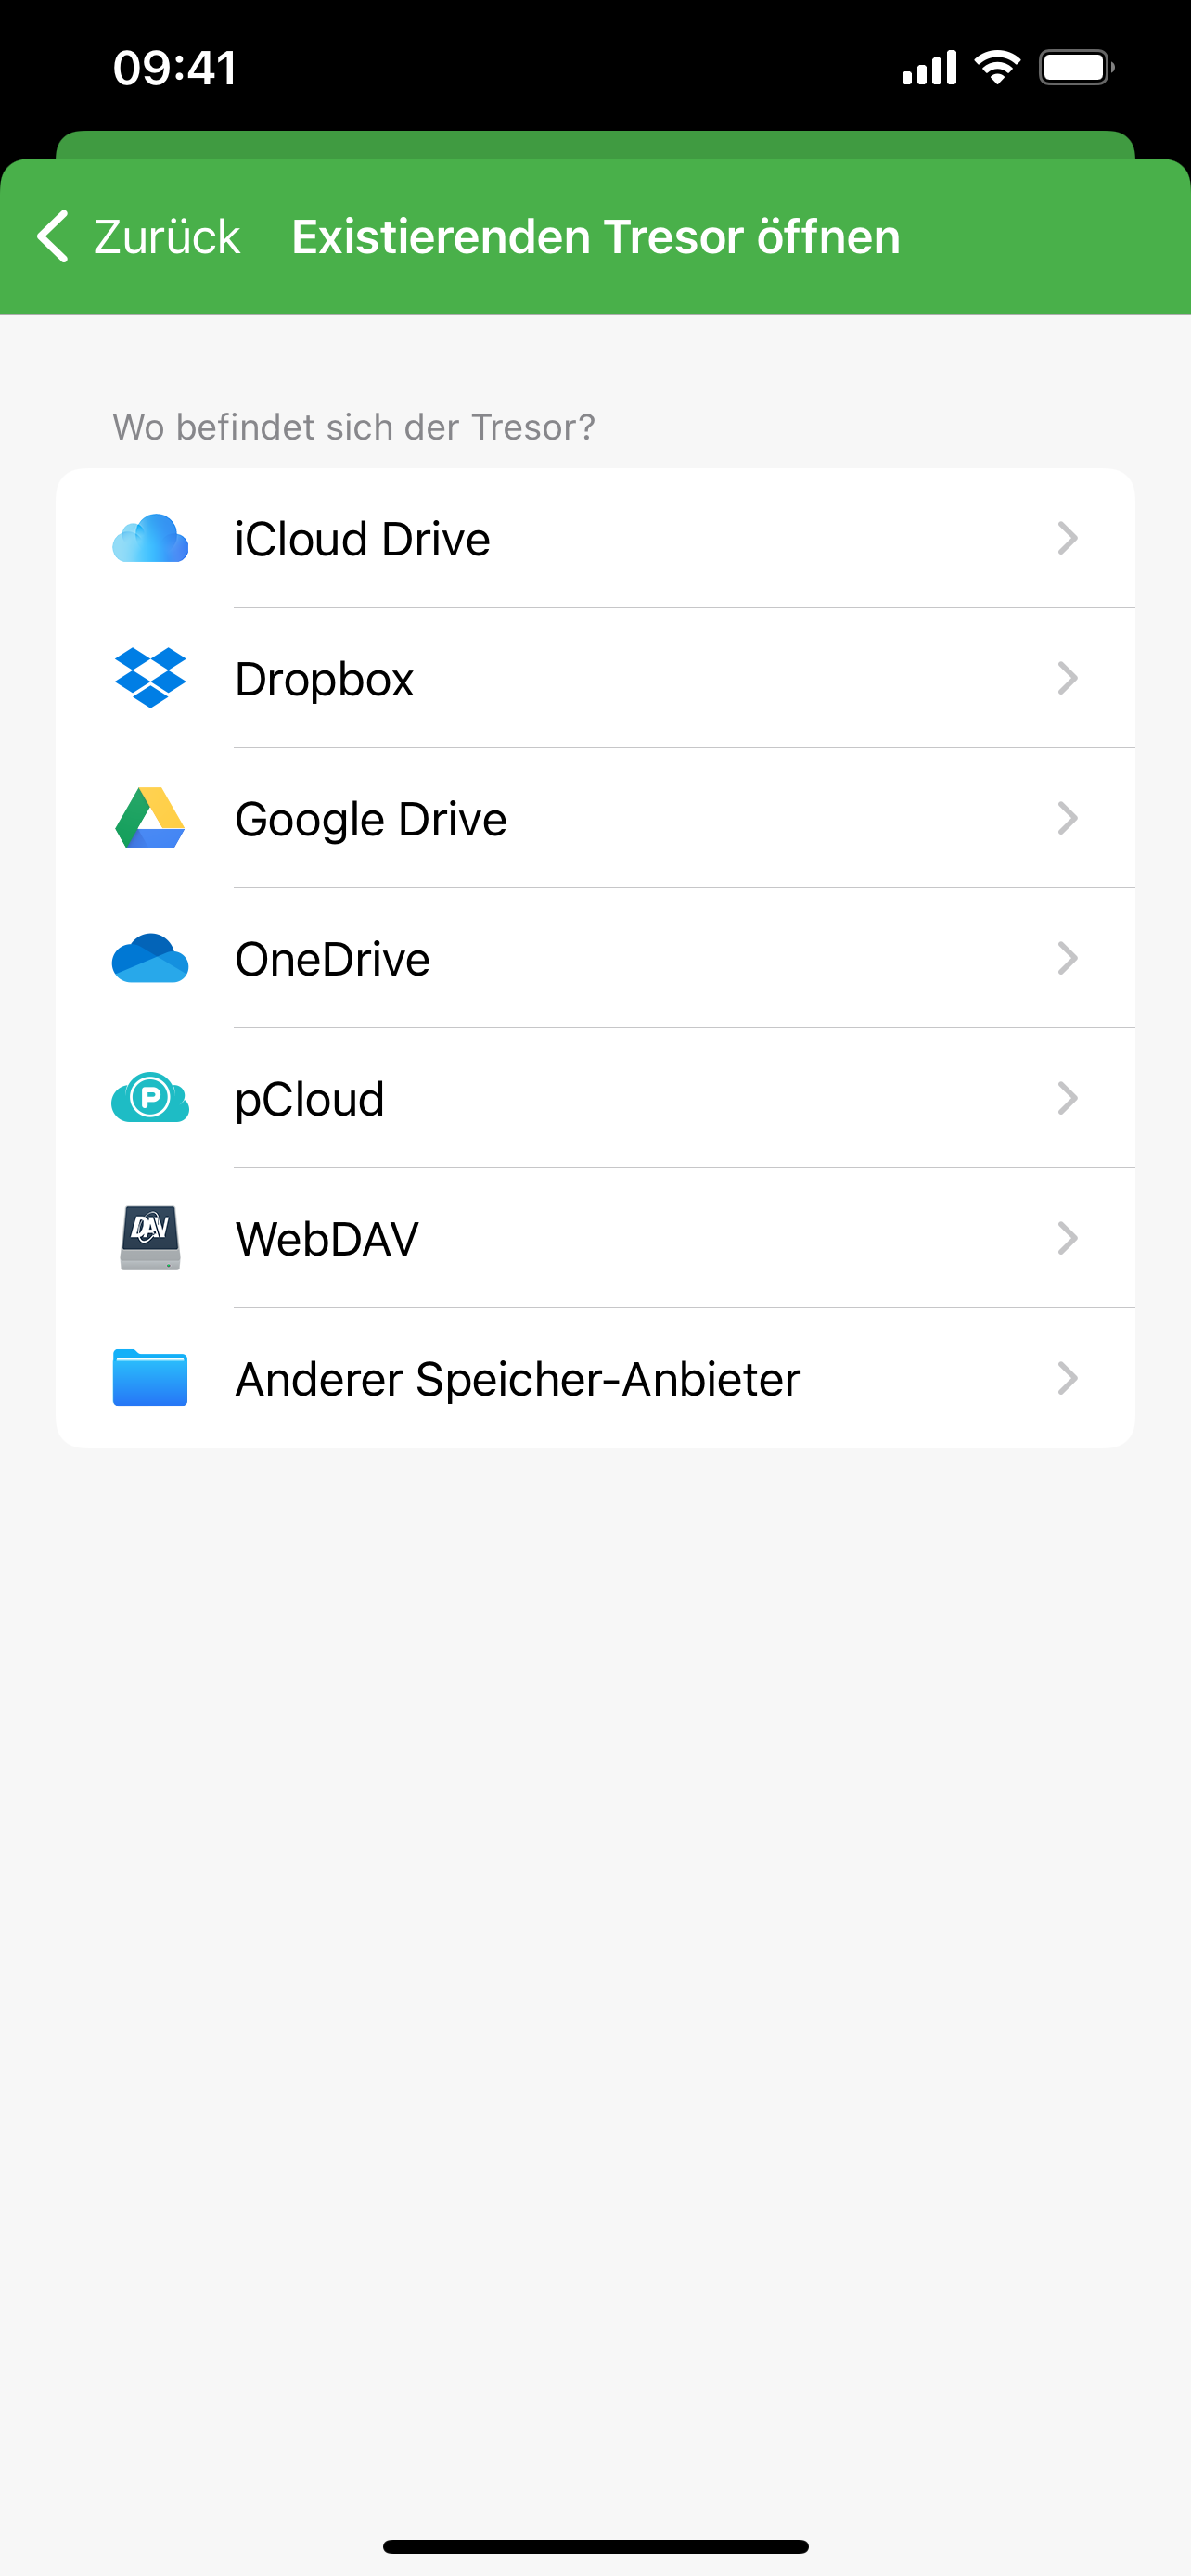 09:41
Zurück Existierenden Tresor öffnen
Wo befindet sich der Tresor?
iCloud Drive
Dropbox
Google Drive
OneDrive
P pCloud
DAV WebDAV
Anderer Speicher-Anbieter